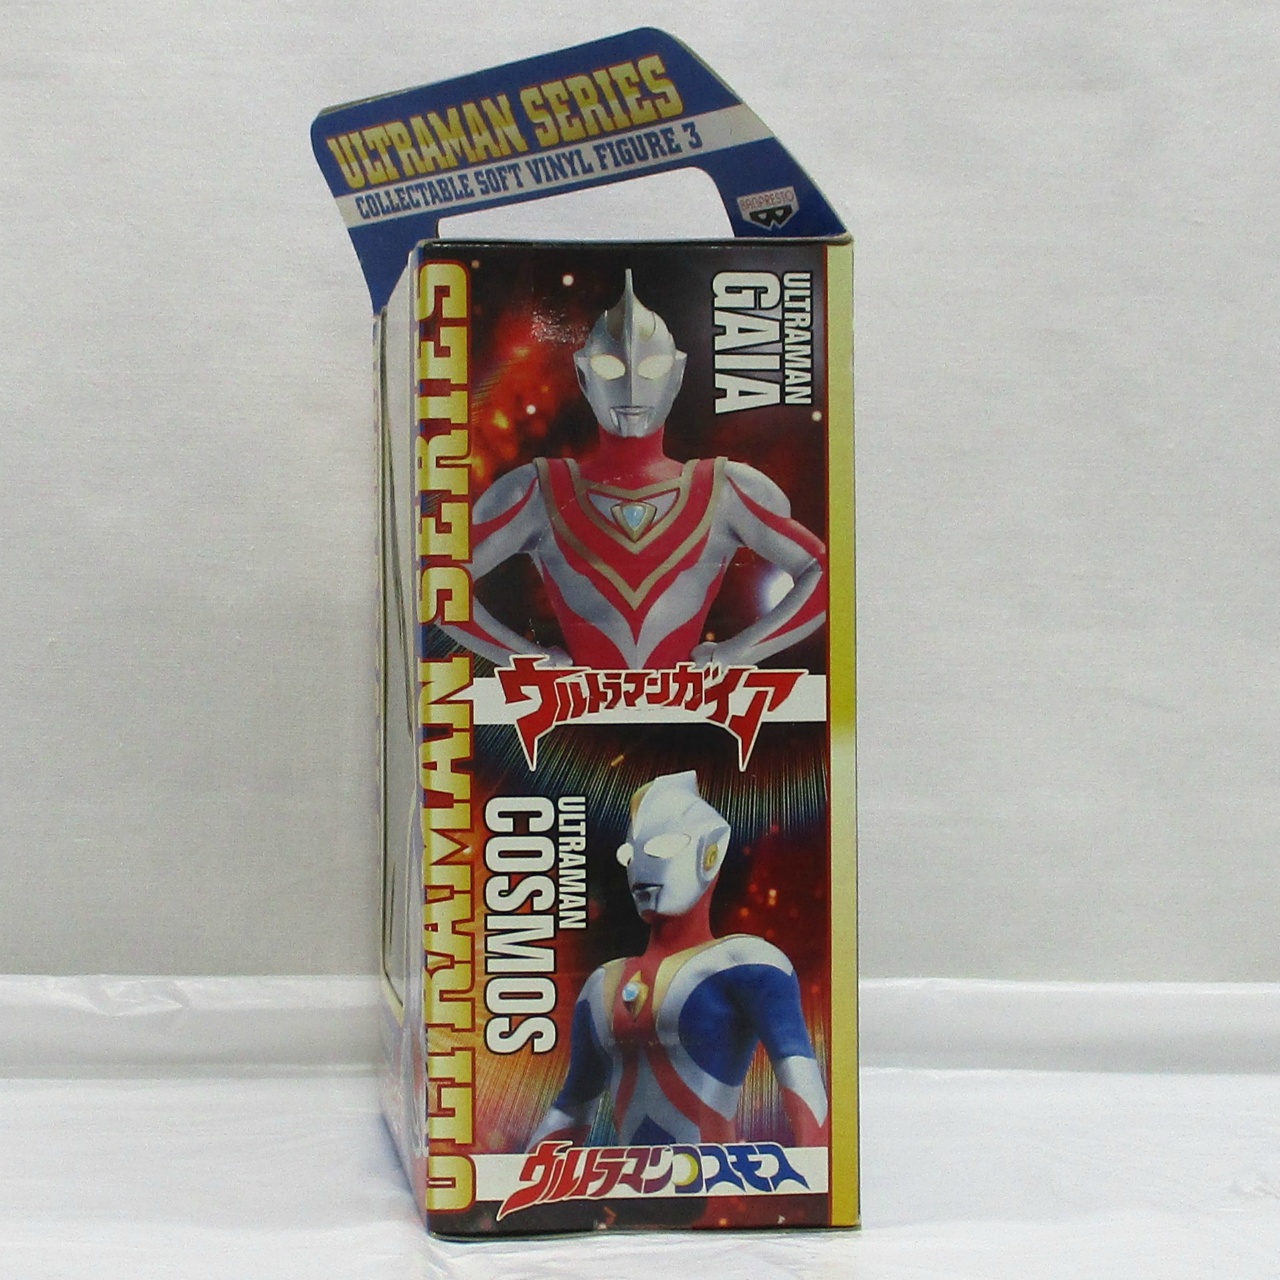 ULTRAMAN SERIES
COLLECTABLE SOFT VINYL FIGURE 3
BANPRESTO
ULTRAMAN SERIES
ULTRAMAN
GAIA
ウルトラマンガイア
ULTRAMAN
COSMOS
ウルトラマンコスモス